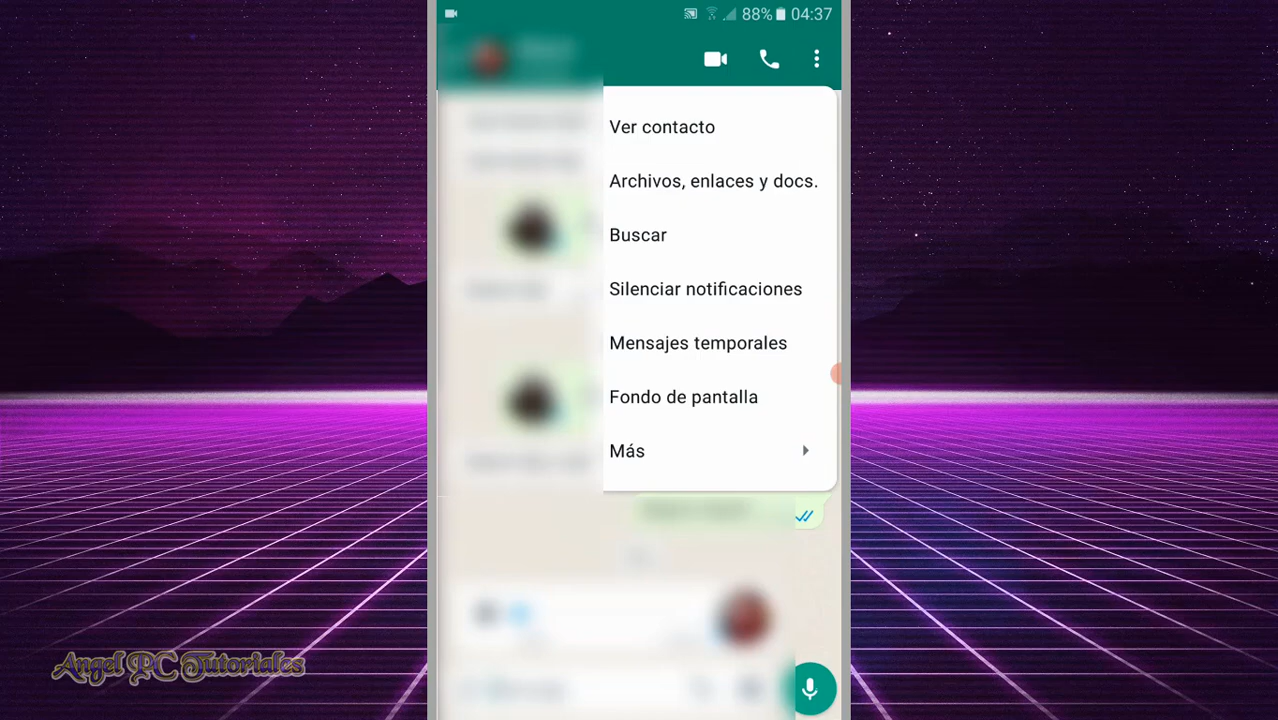 88% 04:37
Ver contacto
Archivos, enlaces y docs.
Buscar
Silenciar notificaciones
Mensajes temporales
Fondo de pantalla
Más
Angel PC Tutoriales